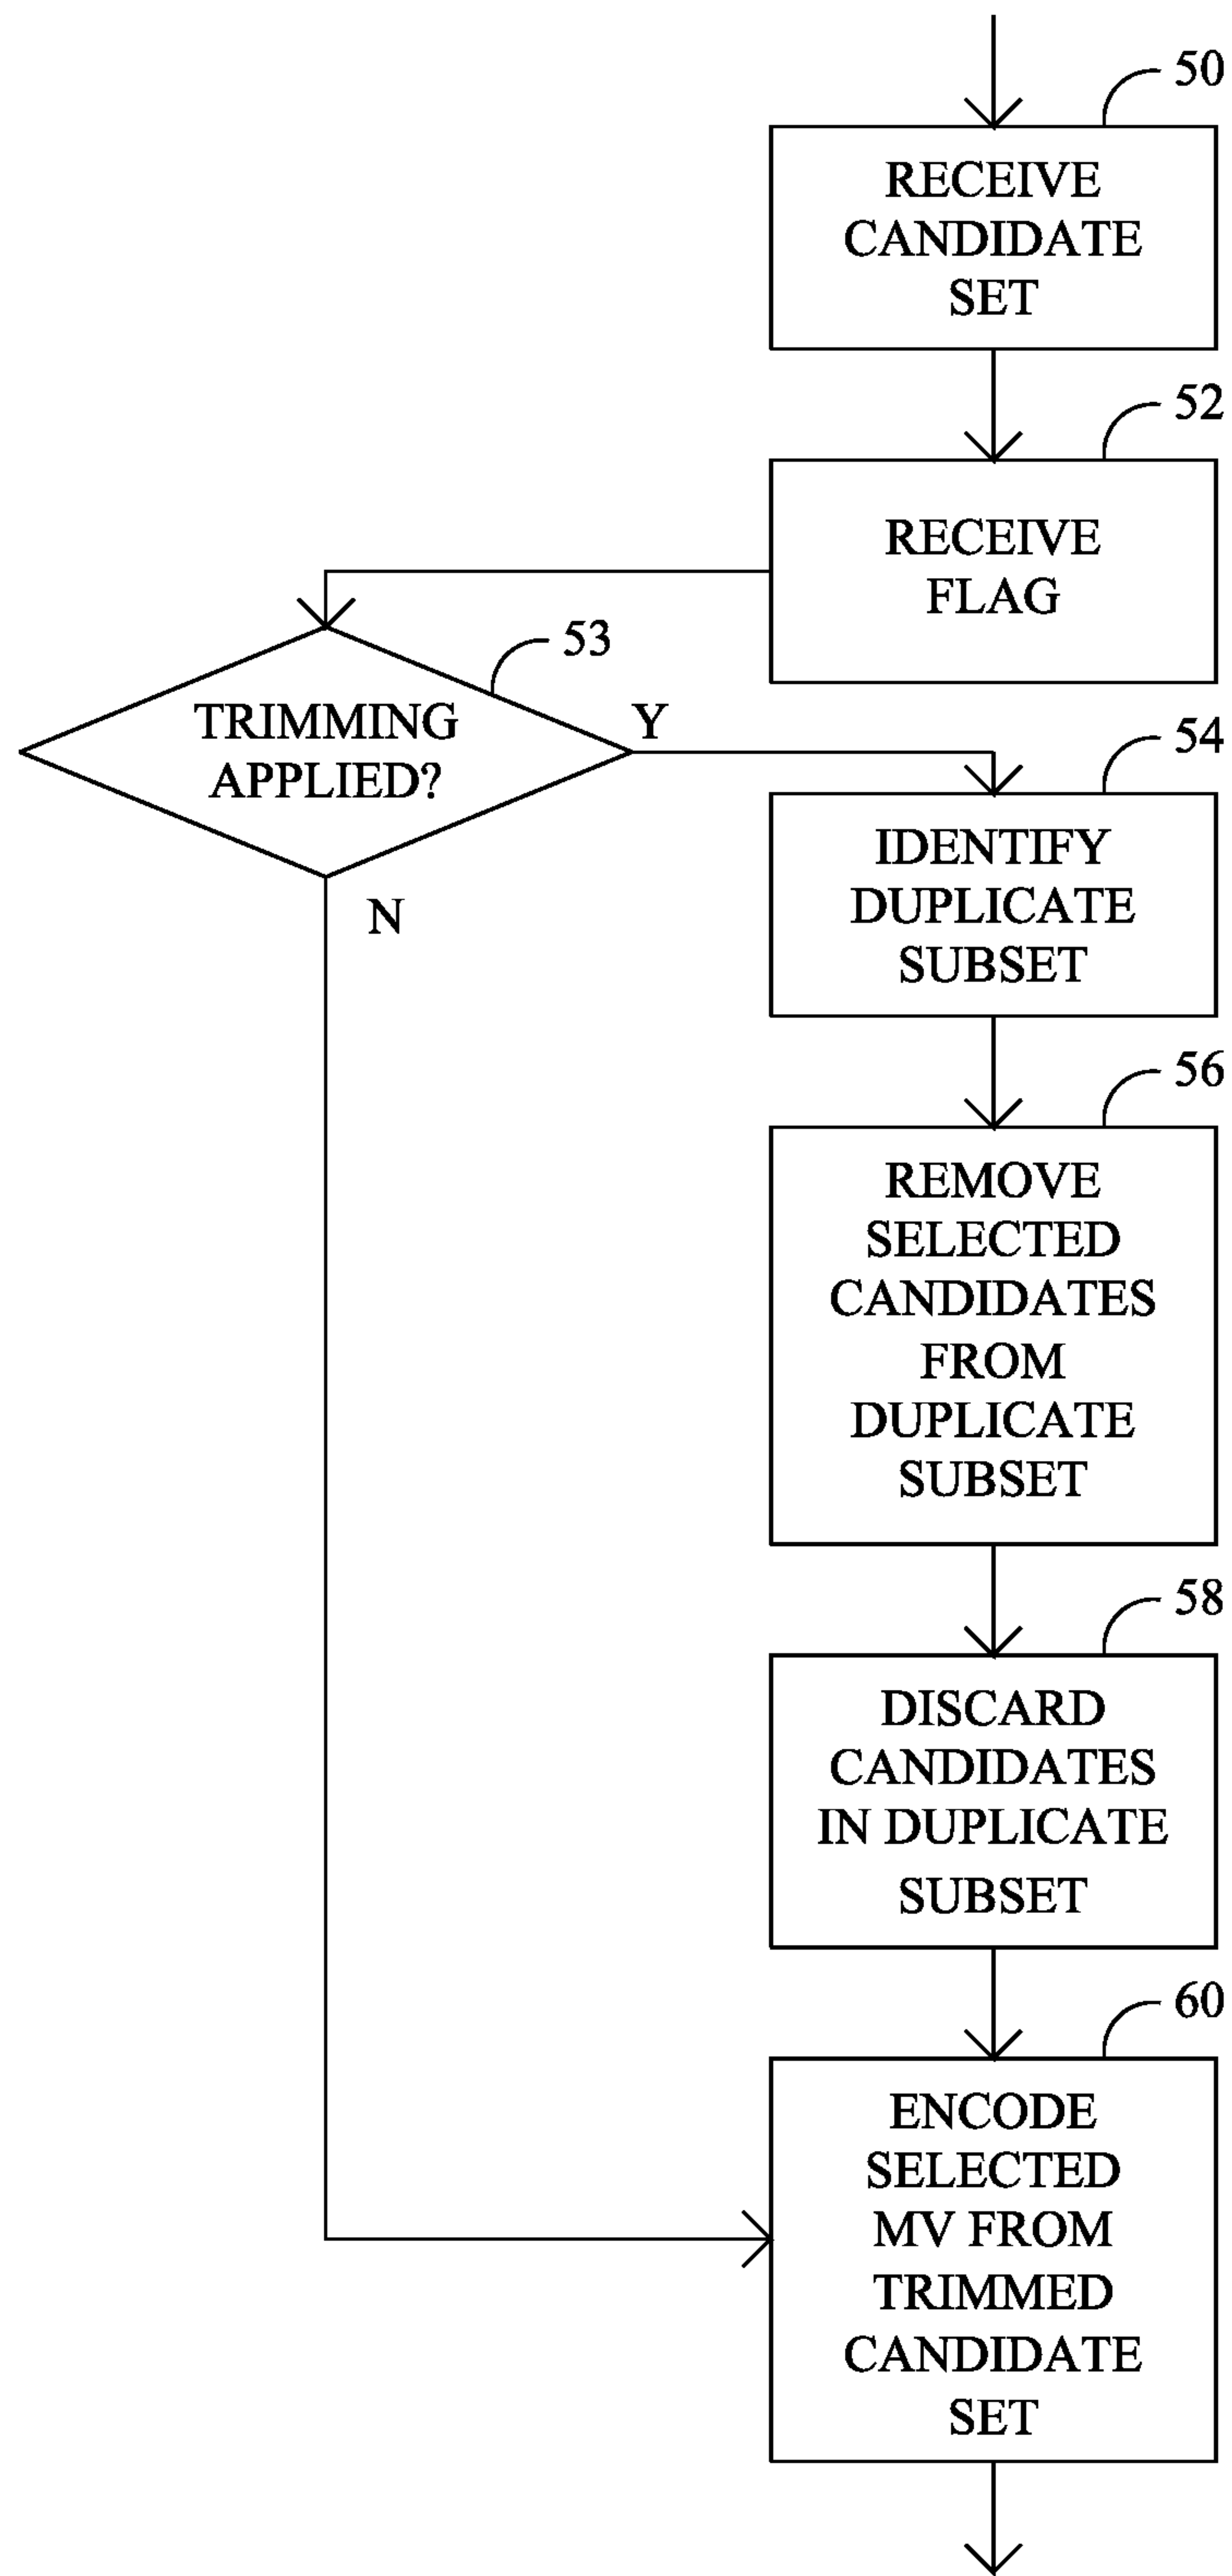 50
RECEIVE
CANDIDATE
SET
52
RECEIVE
FLAG
53
TRIMMING
APPLIED?
Y
N
54
IDENTIFY
DUPLICATE
SUBSET
56
REMOVE
SELECTED
CANDIDATES
FROM
DUPLICATE
SUBSET
58
DISCARD
CANDIDATES
IN DUPLICATE
SUBSET
60
ENCODE
SELECTED
MV FROM
TRIMMED
CANDIDATE
SET